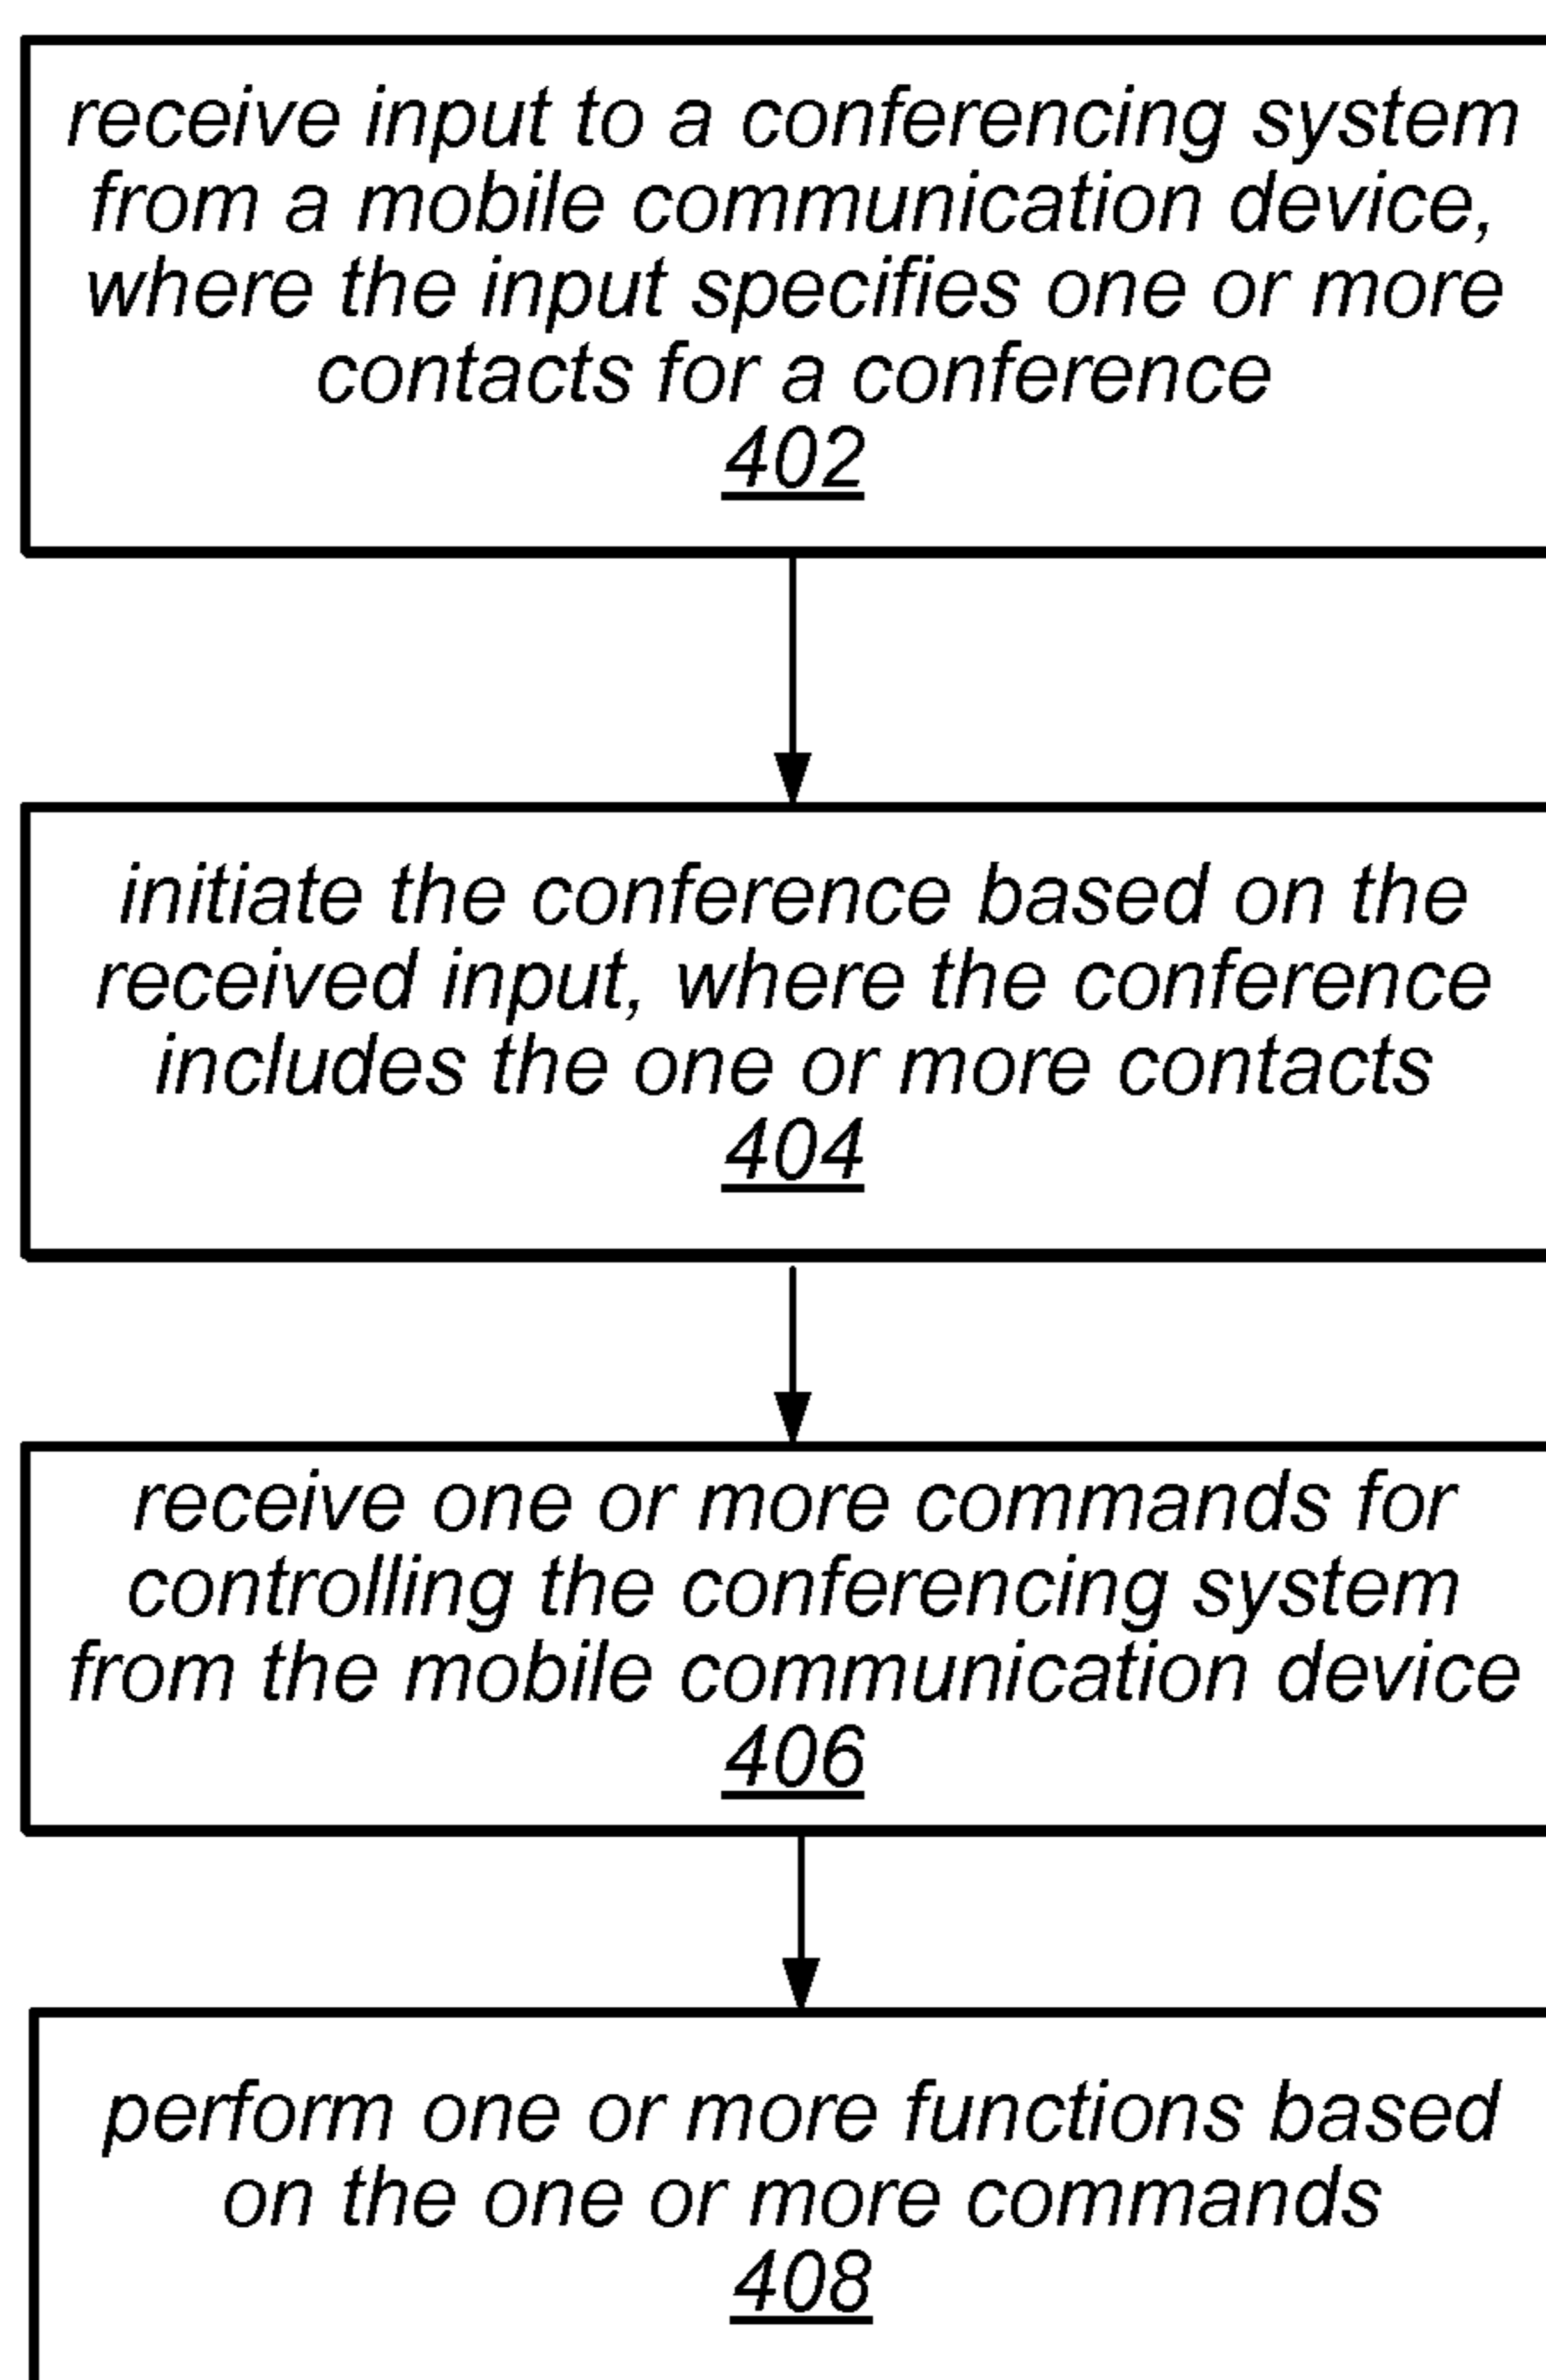 receive input to a conferencing system
from a mobile communication device,
where the input specifies one or more
contacts for a conference
402
initiate the conference based on the
received input, where the conference
includes the one or more contacts
404
receive one or more commands for
controlling the conferencing system
from the mobile communication device
406
perform one or more functions based
on the one or more commands
408